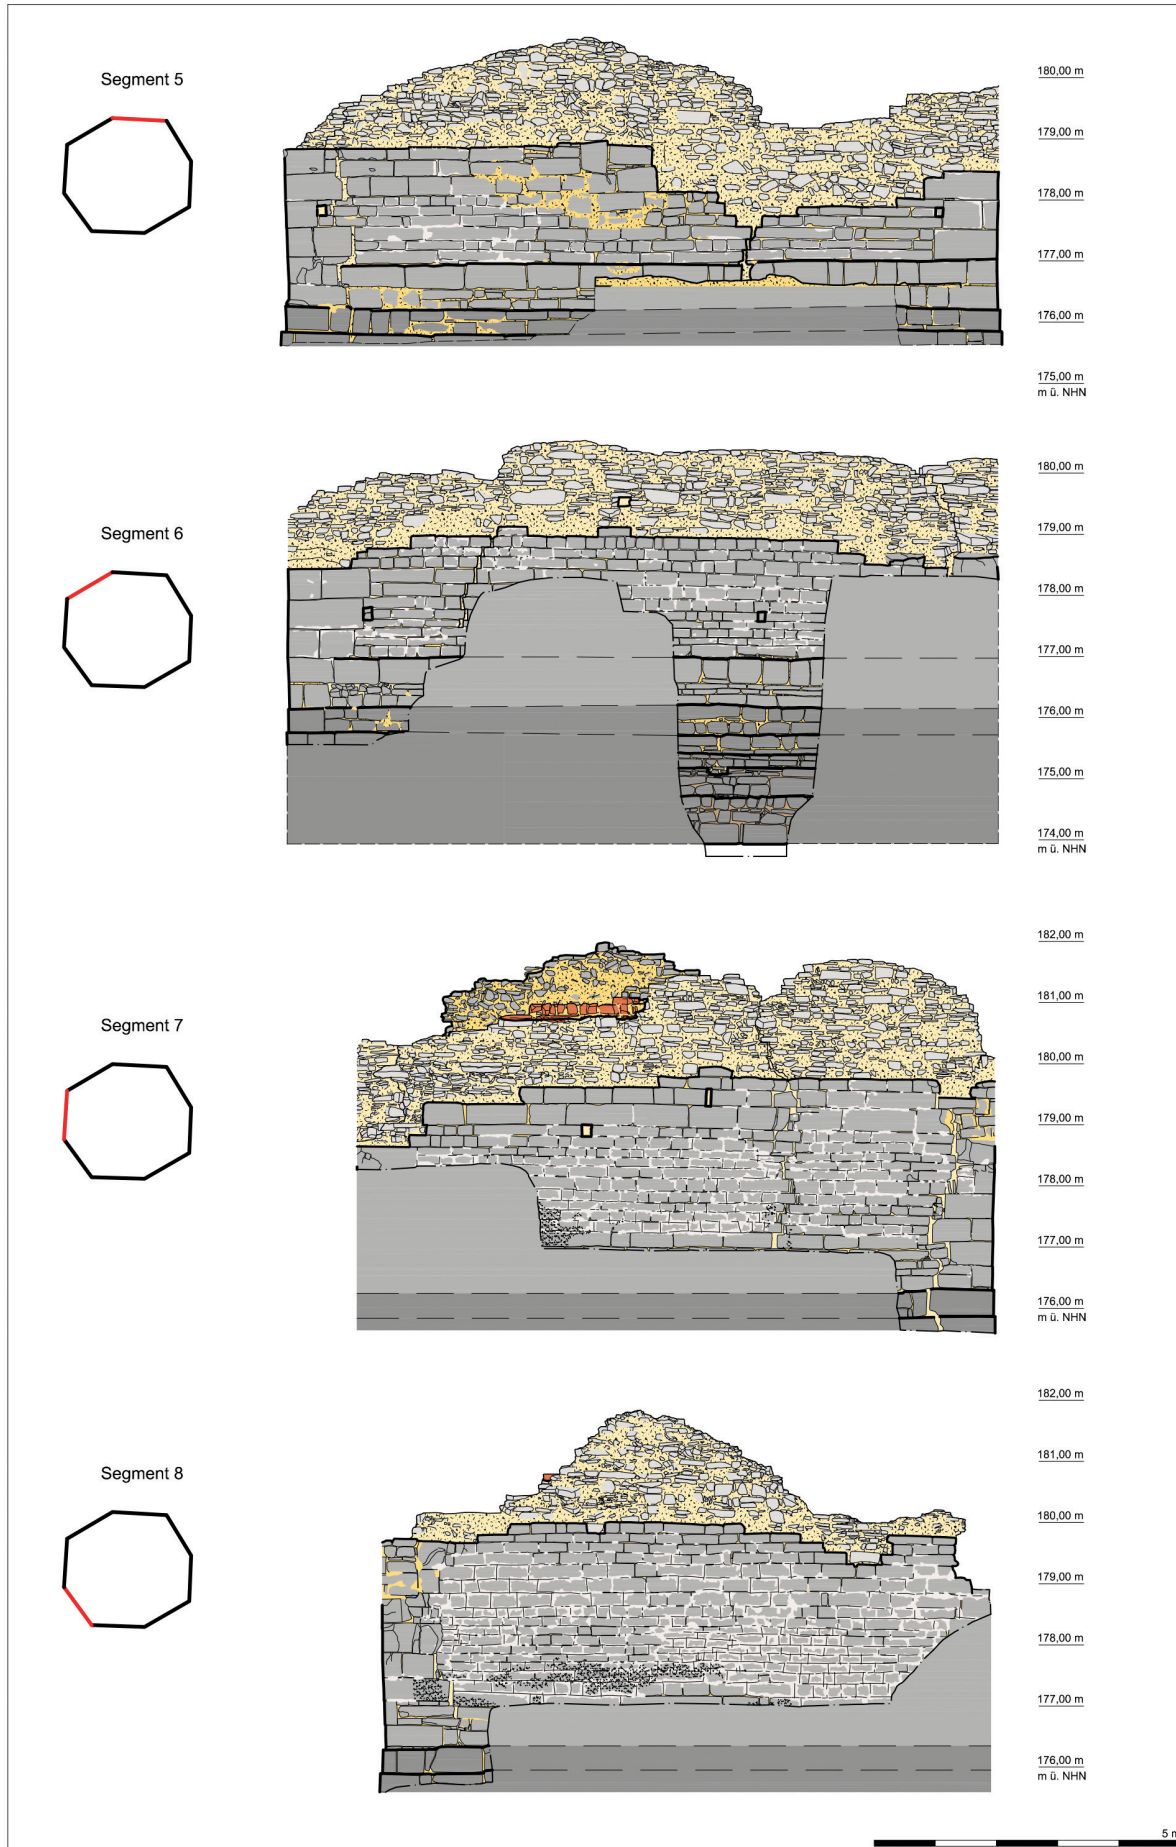 Segment 5
180,00 m
179,00 m
178,00 m
177,00 m
176,00 m
175,00 m
m ü. NHN
Segment 6
180,00 m
179,00 m
178,00 m
177,00 m
176,00 m
175,00 m
174,00 m
m ü. NHN
Segment 7
182,00 m
181,00 m
180,00 m
179,00 m
178,00 m
177,00 m
176,00 m
m ü. NHN
Segment 8
182,00 m
181,00 m
180,00 m
179,00 m
178,00 m
177,00 m
176,00 m
m ü. NHN
5 m